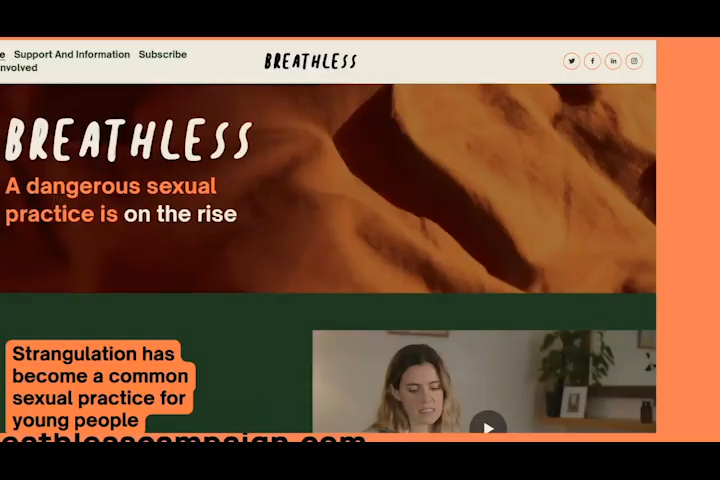 Support And Information Subscribe
BREATHLESS
BREATHLESS
A dangerous sexual
practice is on the rise
Strangulation has
become a common
sexual practice for
young people